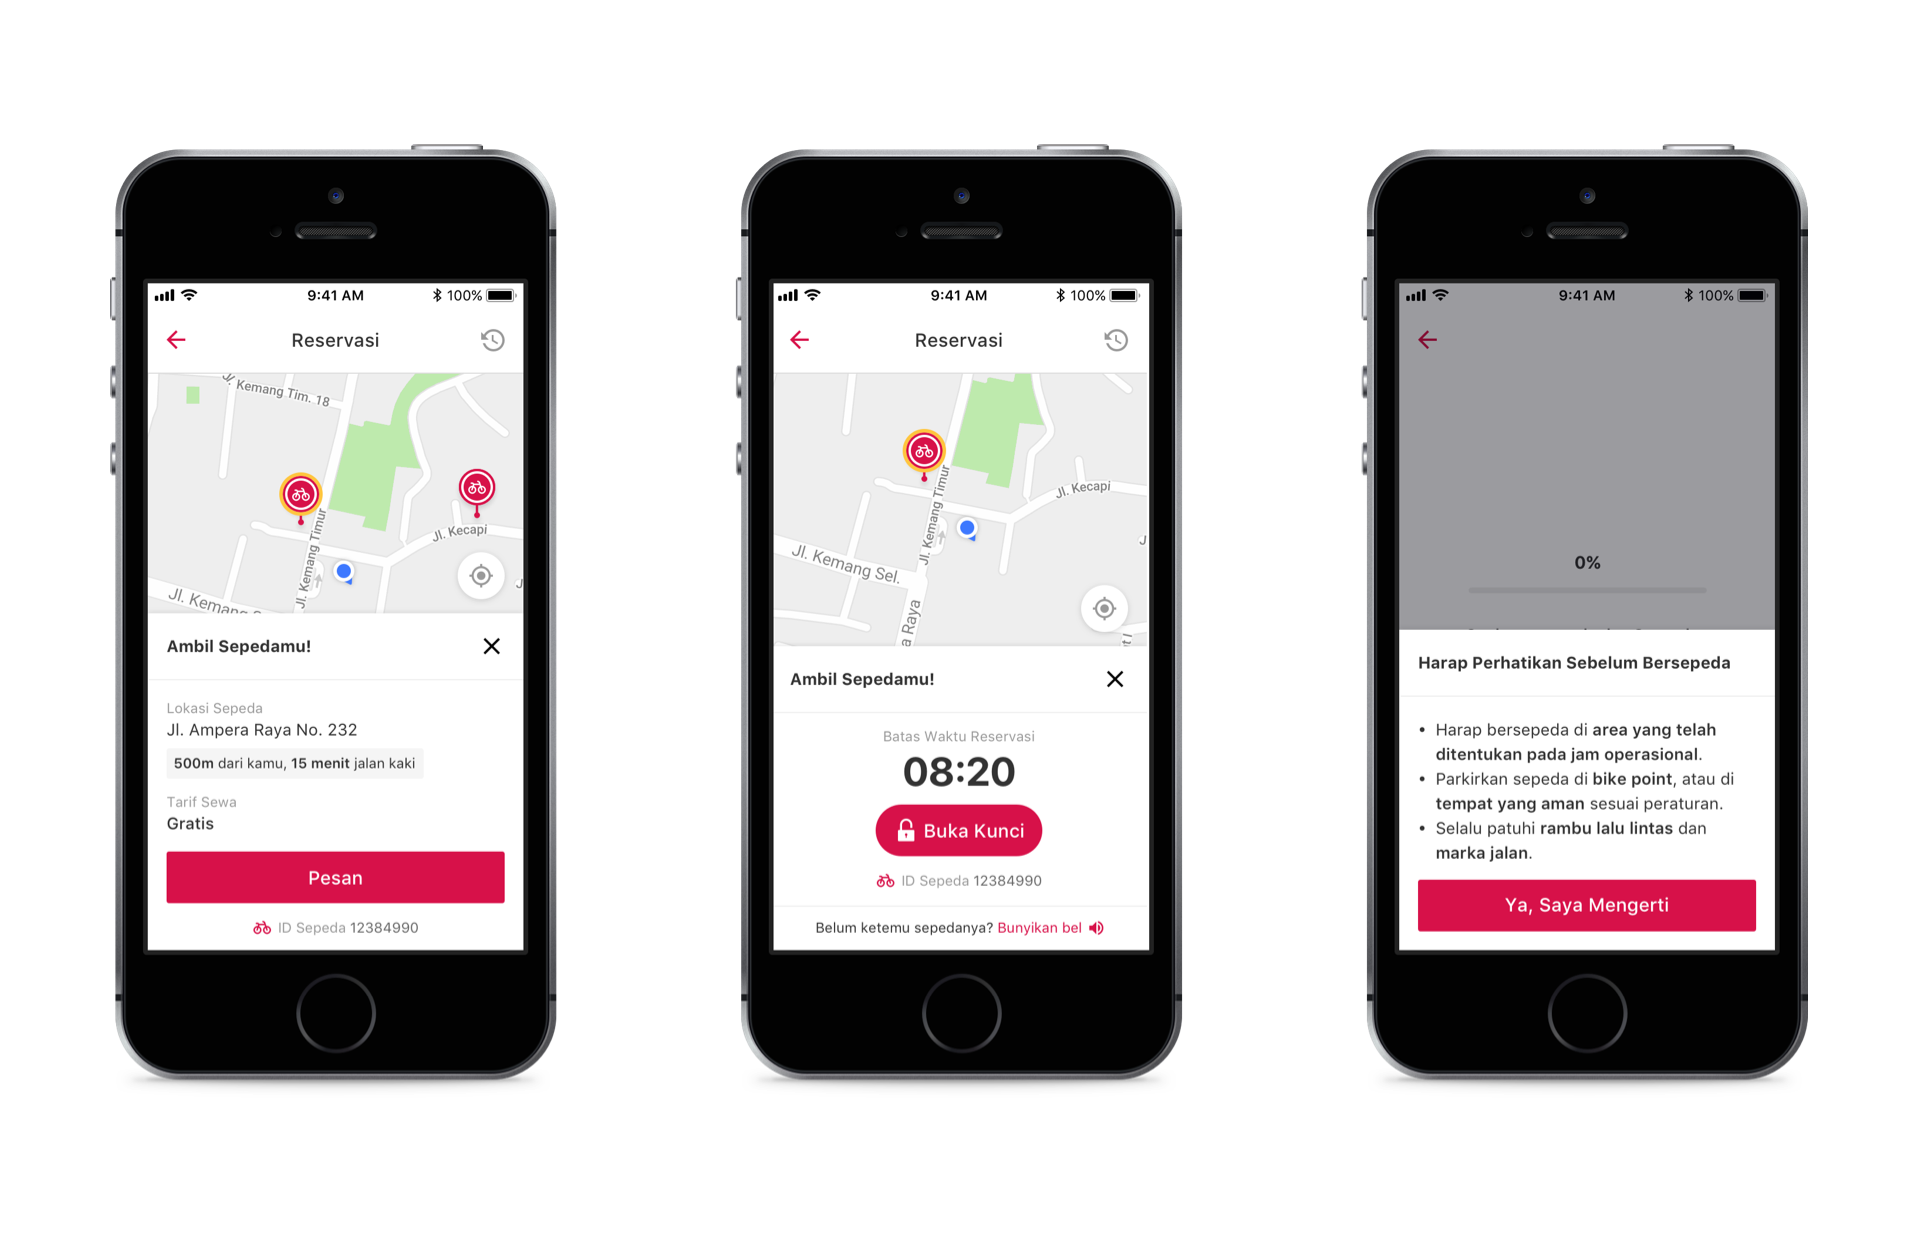 9:41 AM
100%
Reservasi
Jl. Kemang Tim. 18
Jl. Kemang Timur
Jl. Kecapi
Jl. Kemang
Ambil Sepedamu!
Lokasi Sepeda
Jl. Ampera Raya No. 232
500m dari kamu, 15 menit jalan kaki
Tarif Sewa
Gratis
Pesan
ID Sepeda 12384990
9:41 AM
100%
Reservasi
Jl. Kemang Timur
Jl. Kecapi
Jl. Kemang Sel.
a Raya
Ambil Sepedamu!
Batas Waktu Reservasi
08:20
Buka Kunci
ID Sepeda 12384990
Belum ketemu sepedanya? Bunyikan bel
9:41 AM
100%
0%
Harap Perhatikan Sebelum Bersepeda
• Harap bersepeda di area yang telah
ditentukan pada jam operasional.
• Parkirkan sepeda di bike point, atau di
tempat yang aman sesuai peraturan.
• Selalu patuhi rambu lalu lintas dan
marka jalan.
Ya, Saya Mengerti